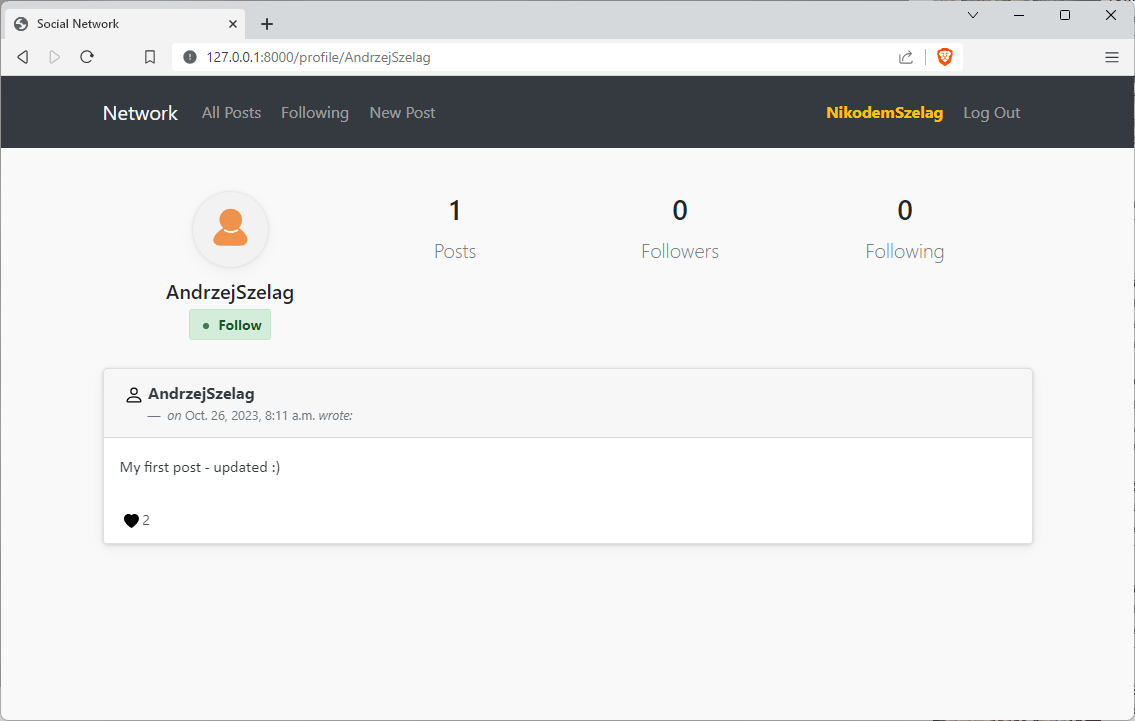 Social Network
127.0.0.1:8000/profile/AndrzejSzelag
Network All Posts Following New Post NikodemSzelag Log Out
1 0 0
Posts Followers Following
AndrzejSzelag
● Follow
AndrzejSzelag
— on Oct. 26, 2023, 8:11 a.m. wrote:
My first post - updated :)
2